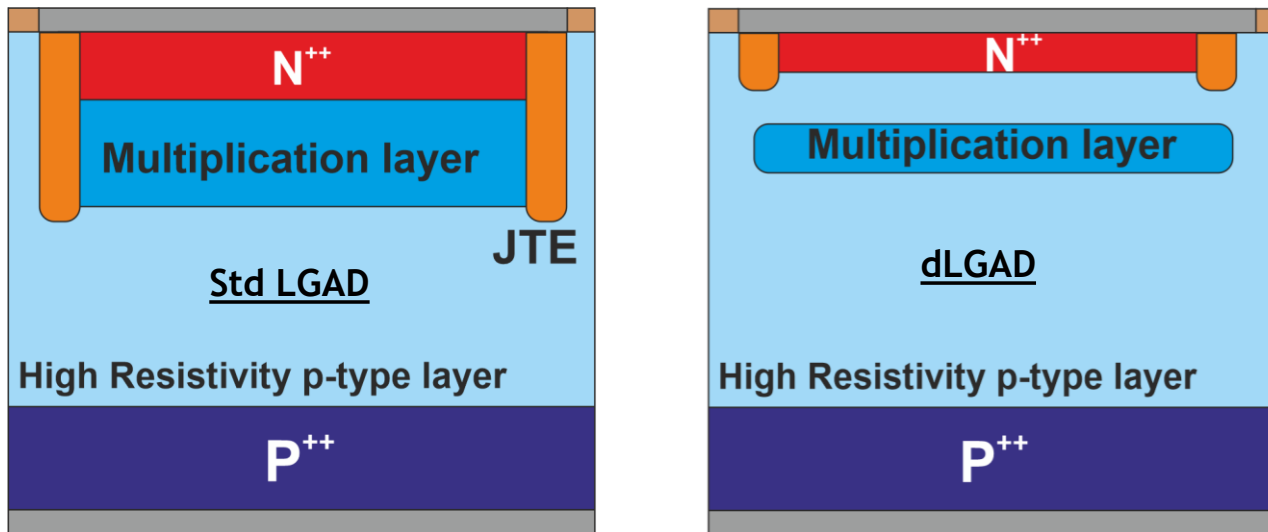 N++
Multiplication layer
JTE
Std LGAD
High Resistivity p-type layer
P++
N++
Multiplication layer
dLGAD
High Resistivity p-type layer
P++